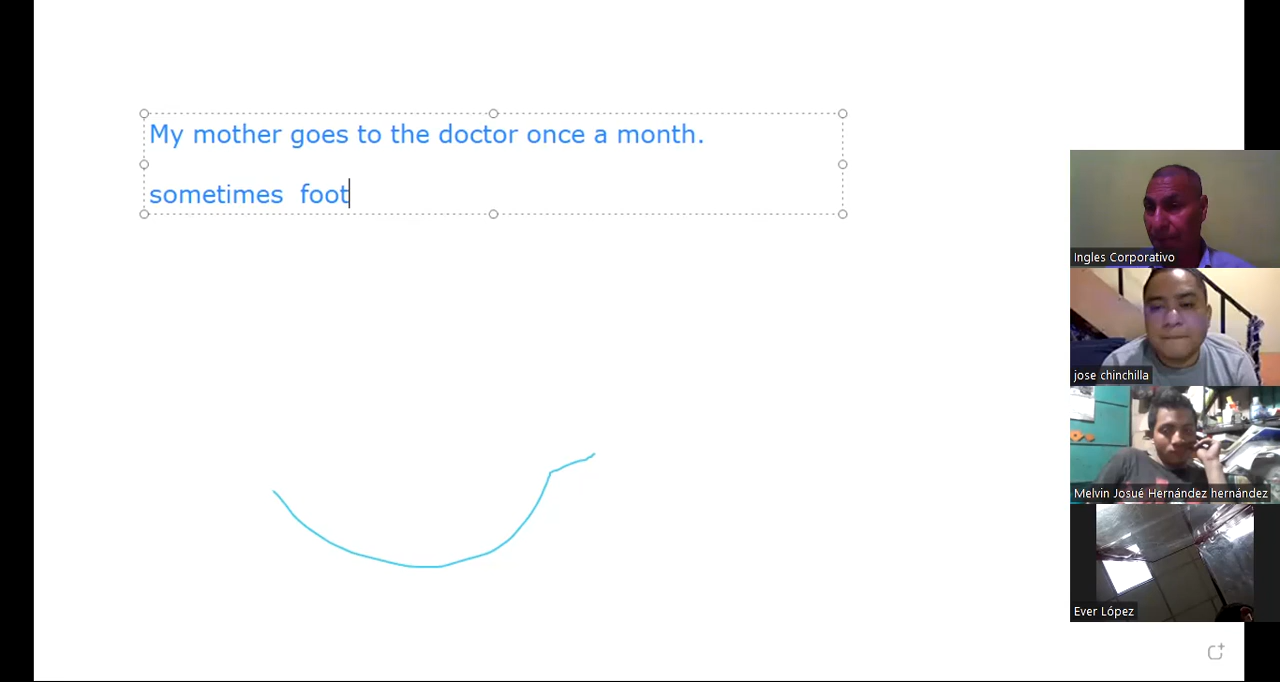 My mother goes to the doctor once a month.
sometimes  foot
Ingles Corporativo
jose chinchilla
Melvin Josué Hernández hernández
Ever López